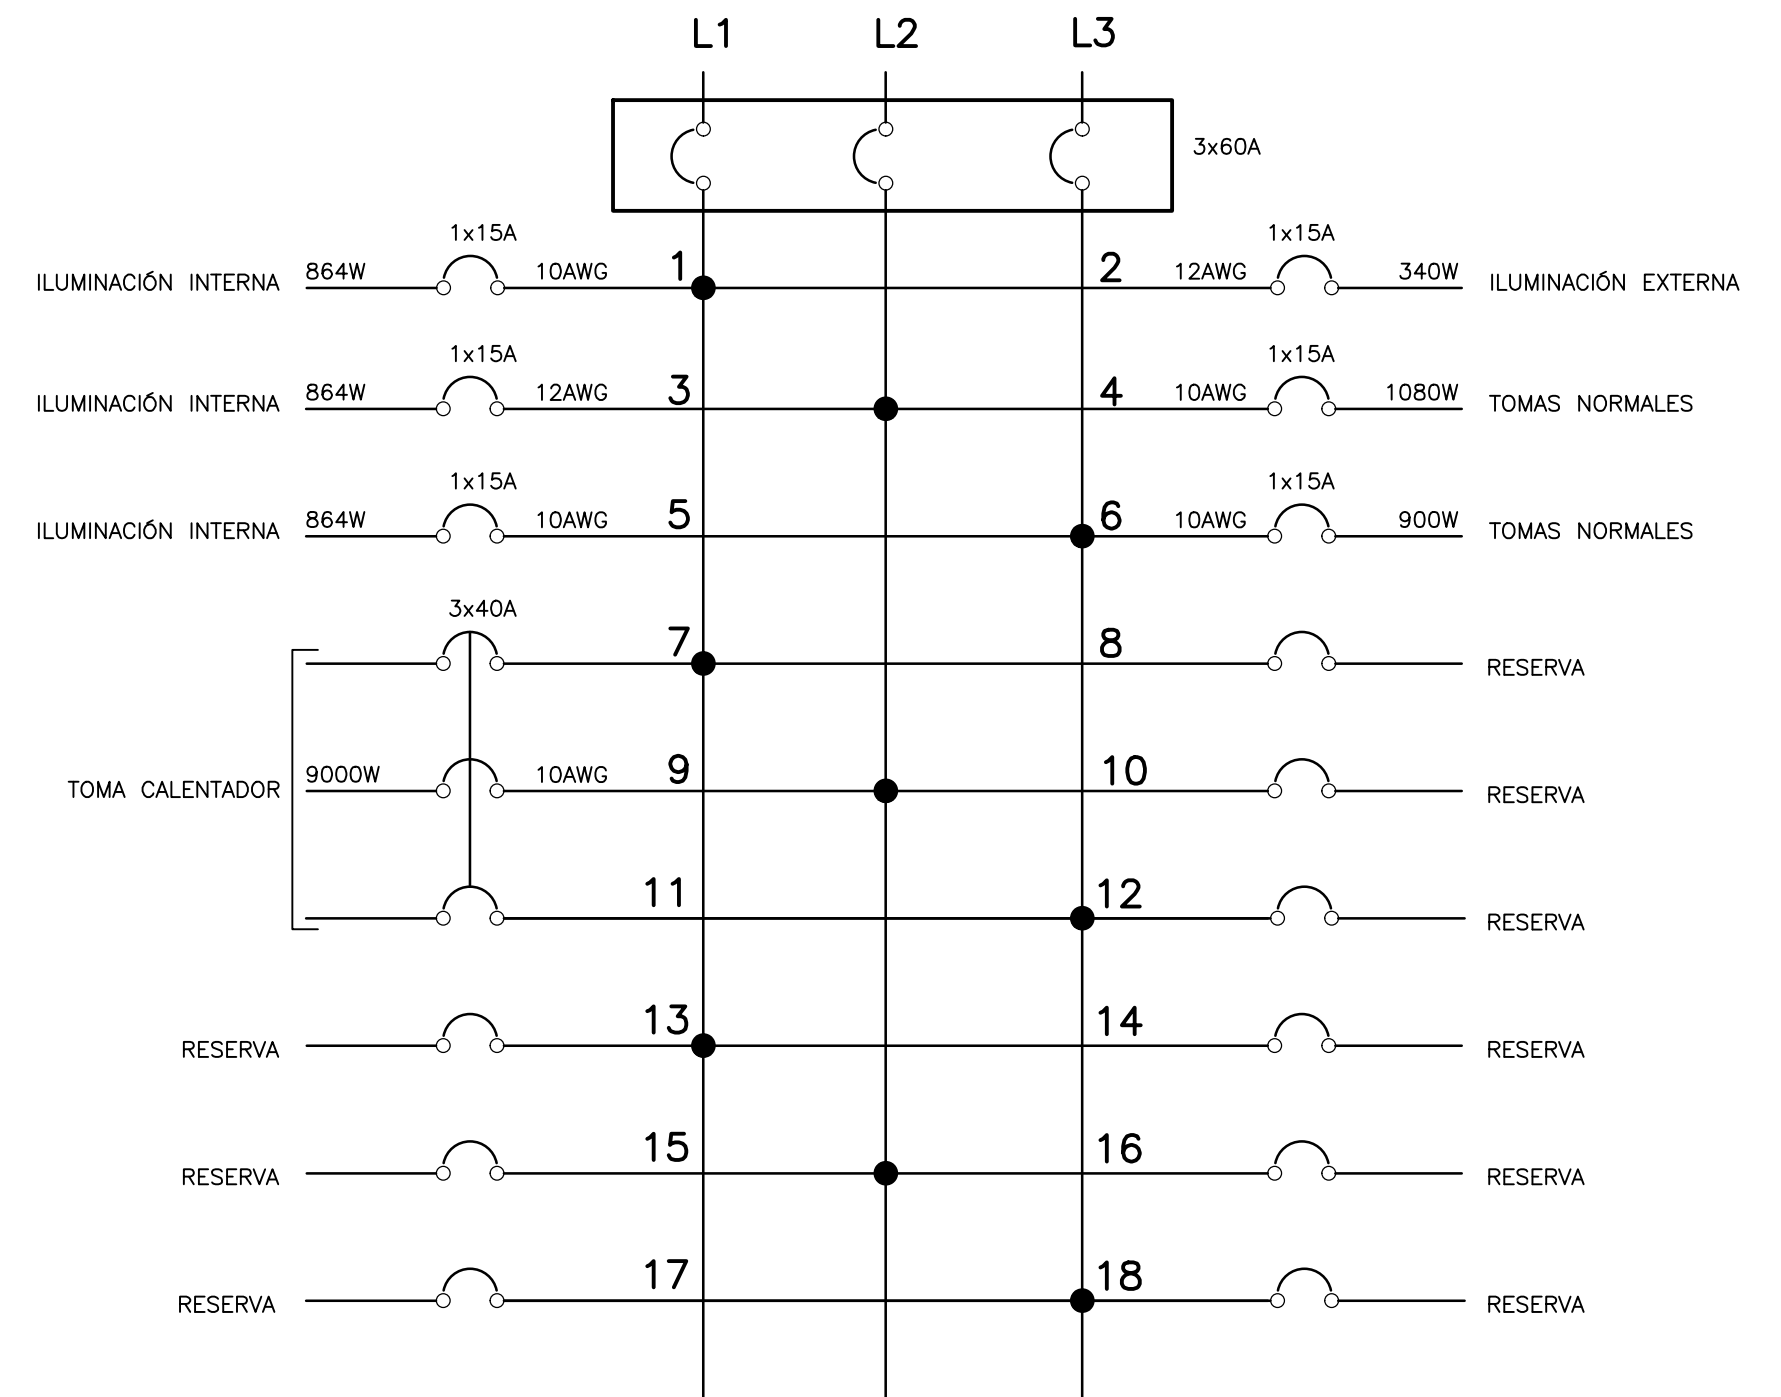 L1 L2 L3
3x60A
1x15A 1x15A
ILUMINACIÓN INTERNA 864W 10AWG 1 2 12AWG 340W ILUMINACIÓN EXTERNA
1x15A 1x15A
ILUMINACIÓN INTERNA 864W 12AWG 3 4 10AWG 1080W TOMAS NORMALES
1x15A 1x15A
ILUMINACIÓN INTERNA 864W 10AWG 5 6 10AWG 900W TOMAS NORMALES
3x40A
7 8 RESERVA
TOMA CALENTADOR 9000W 10AWG 9 10 RESERVA
11 12 RESERVA
RESERVA 13 14 RESERVA
RESERVA 15 16 RESERVA
RESERVA 17 18 RESERVA